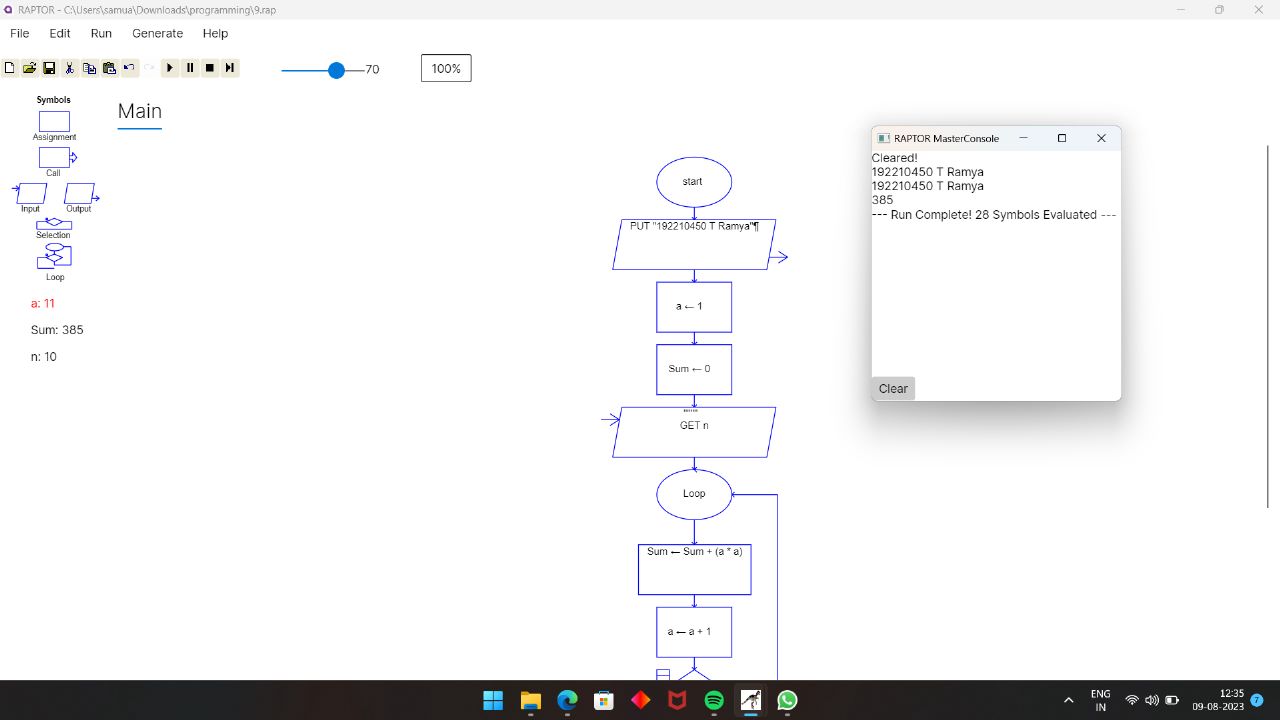 RAPTOR - C:\Users\samua\Downloads\programming\9.rap
File Edit Run Generate Help
70
100%
Symbols
Assignment
Call
Input Output
Selection
Loop
a: 11
Sum: 385
n: 10
Main
start
PUT "192210450 T Ramya"¶
a ← 1
Sum ← 0
GET n
Loop
Sum ← Sum + (a * a)
a ← a + 1
RAPTOR MasterConsole
Cleared!
192210450 T Ramya
192210450 T Ramya
385
--- Run Complete! 28 Symbols Evaluated ---
Clear
ENG
IN
12:35
09-08-2023
7